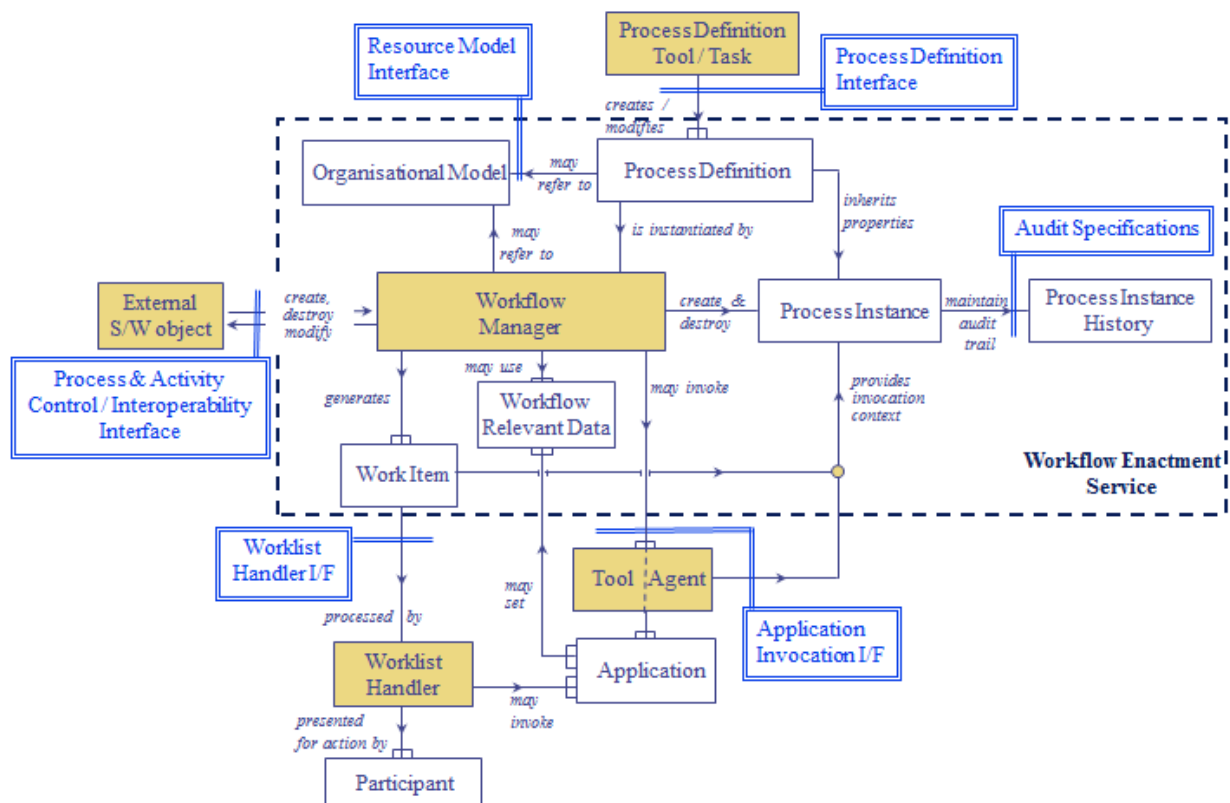 Process Definition
Tool / Task
Resource Model
Interface
Process Definition
Interface
creates /
modifies
Organisational Model
may
refer to
Process Definition
inherits
properties
Audit Specifications
is instantiated by
may
refer to
External
S/W object
create,
destroy
modify
Workflow
Manager
create &
destroy
Process Instance
maintain
audit
trail
Process Instance
History
Process & Activity
Control / Interoperability
Interface
generates
may use
may invoke
provides
invocation
context
Workflow
Relevant Data
Work Item
Workflow Enactment
Service
Worklist
Handler I/F
Tool Agent
may
set
processed by
Application
Invocation I/F
Worklist
Handler
Application
may
invoke
presented
for action by
Participant